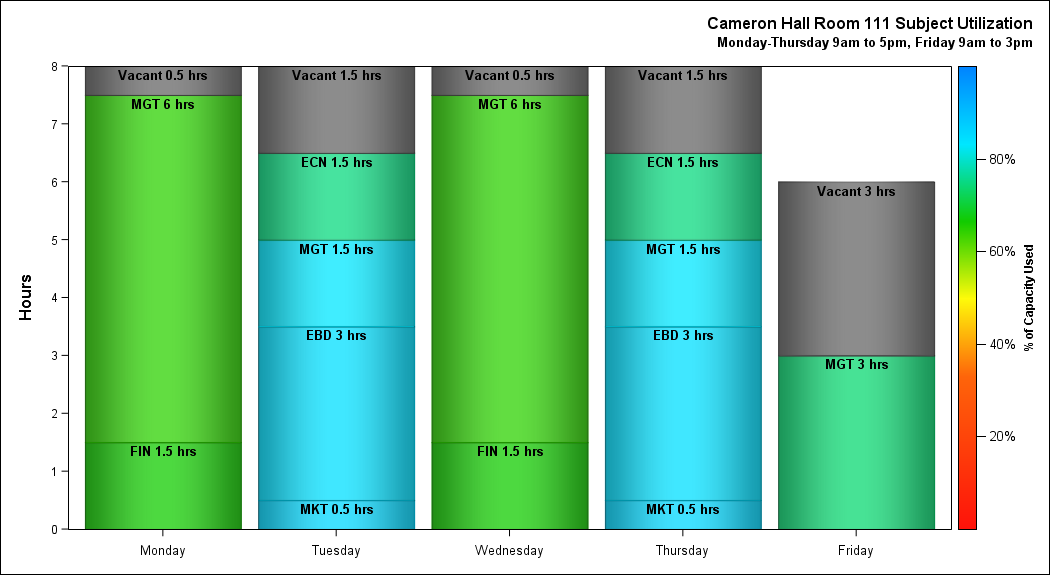 Cameron Hall Room 111 Subject Utilization
Monday-Thursday 9am to 5pm, Friday 9am to 3pm
Hours
8
7
6
5
4
3
2
1
0
Vacant 0.5 hrs
MGT 6 hrs
FIN 1.5 hrs
Monday
Vacant 1.5 hrs
ECN 1.5 hrs
MGT 1.5 hrs
EBD 3 hrs
MKT 0.5 hrs
Tuesday
Vacant 0.5 hrs
MGT 6 hrs
FIN 1.5 hrs
Wednesday
Vacant 1.5 hrs
ECN 1.5 hrs
MGT 1.5 hrs
EBD 3 hrs
MKT 0.5 hrs
Thursday
Vacant 3 hrs
MGT 3 hrs
Friday
80%
60%
40%
20%
% of Capacity Used